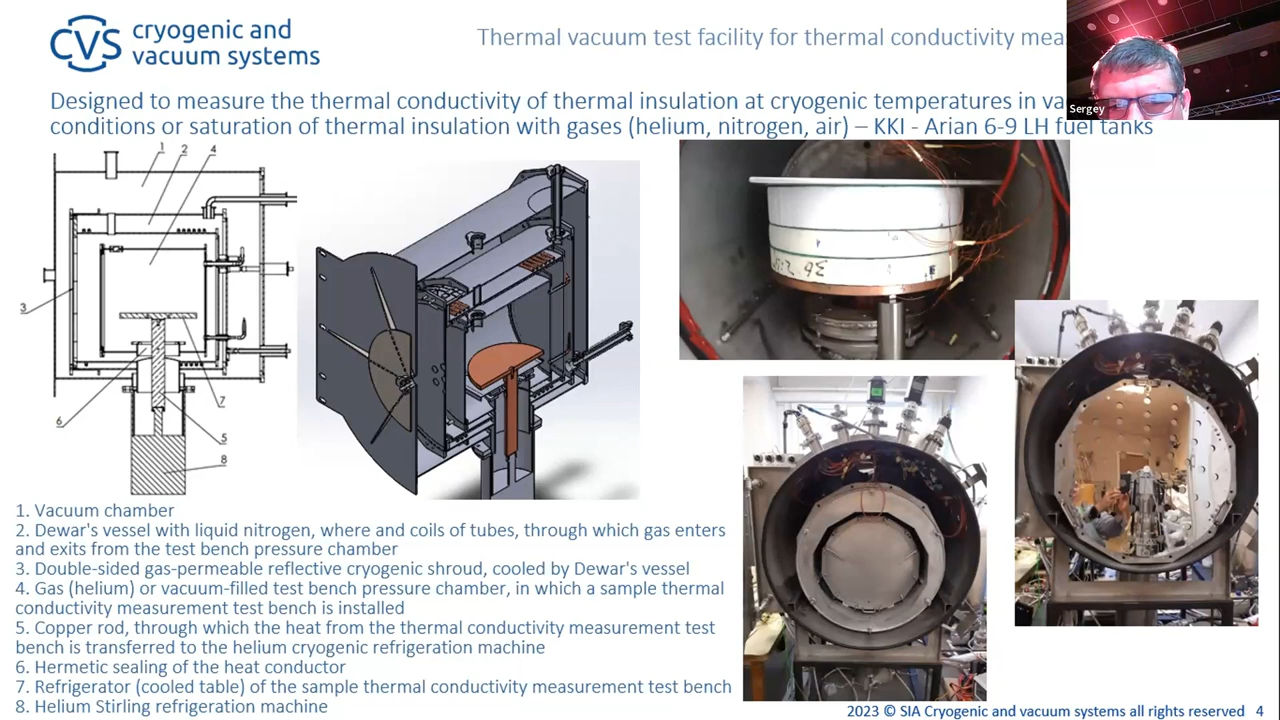 CVS cryogenic and
vacuum systems
Thermal vacuum test facility for thermal conductivity mea
Sergey
Designed to measure the thermal conductivity of thermal insulation at cryogenic temperatures in va
conditions or saturation of thermal insulation with gases (helium, nitrogen, air) – KKI - Arian 6-9 LH fuel tanks
1 2 4
3
7
6
5
8
1. Vacuum chamber
2. Dewar's vessel with liquid nitrogen, where and coils of tubes, through which gas enters
and exits from the test bench pressure chamber
3. Double-sided gas-permeable reflective cryogenic shroud, cooled by Dewar's vessel
4. Gas (helium) or vacuum-filled test bench pressure chamber, in which a sample thermal
conductivity measurement test bench is installed
5. Copper rod, through which the heat from the thermal conductivity measurement test
bench is transferred to the helium cryogenic refrigeration machine
6. Hermetic sealing of the heat conductor
7. Refrigerator (cooled table) of the sample thermal conductivity measurement test bench
8. Helium Stirling refrigeration machine
2023 © SIA Cryogenic and vacuum systems all rights reserved 4